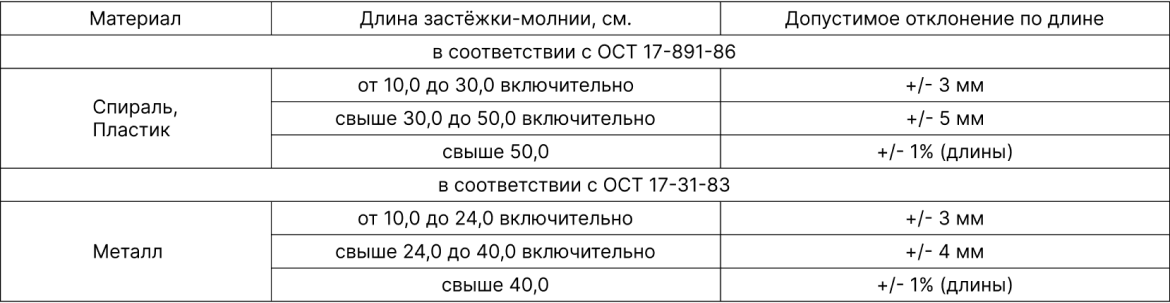 Материал Длина застёжки-молнии, см. Допустимое отклонение по длине
в соответствии с ОСТ 17-891-86
Спираль,
Пластик
от 10,0 до 30,0 включительно +/- 3 мм
свыше 30,0 до 50,0 включительно +/- 5 мм
свыше 50,0 +/- 1% (длины)
в соответствии с ОСТ 17-31-83
Металл
от 10,0 до 24,0 включительно +/- 3 мм
свыше 24,0 до 40,0 включительно +/- 4 мм
свыше 40,0 +/- 1% (длины)